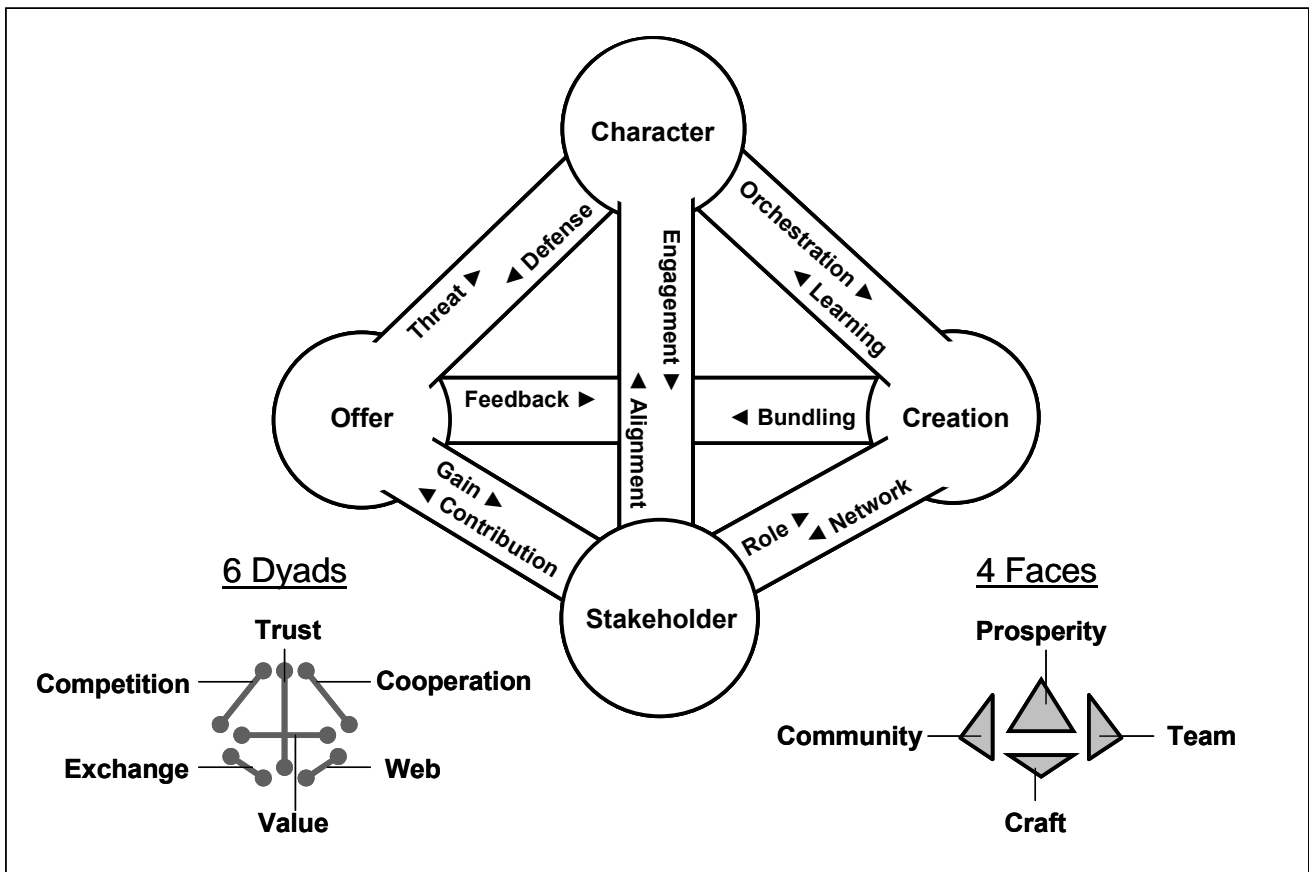 Character
Orchestration ►
◄ Learning
◄ Defense
Threat ►
Engagement ►
◄ Alignment
Offer
Feedback ►
◄ Bundling
Creation
Gain ►
◄ Contribution
Role ►
◄ Network
Stakeholder
6 Dyads
Trust
Competition
Cooperation
Exchange
Web
Value
4 Faces
Prosperity
Community
Team
Craft